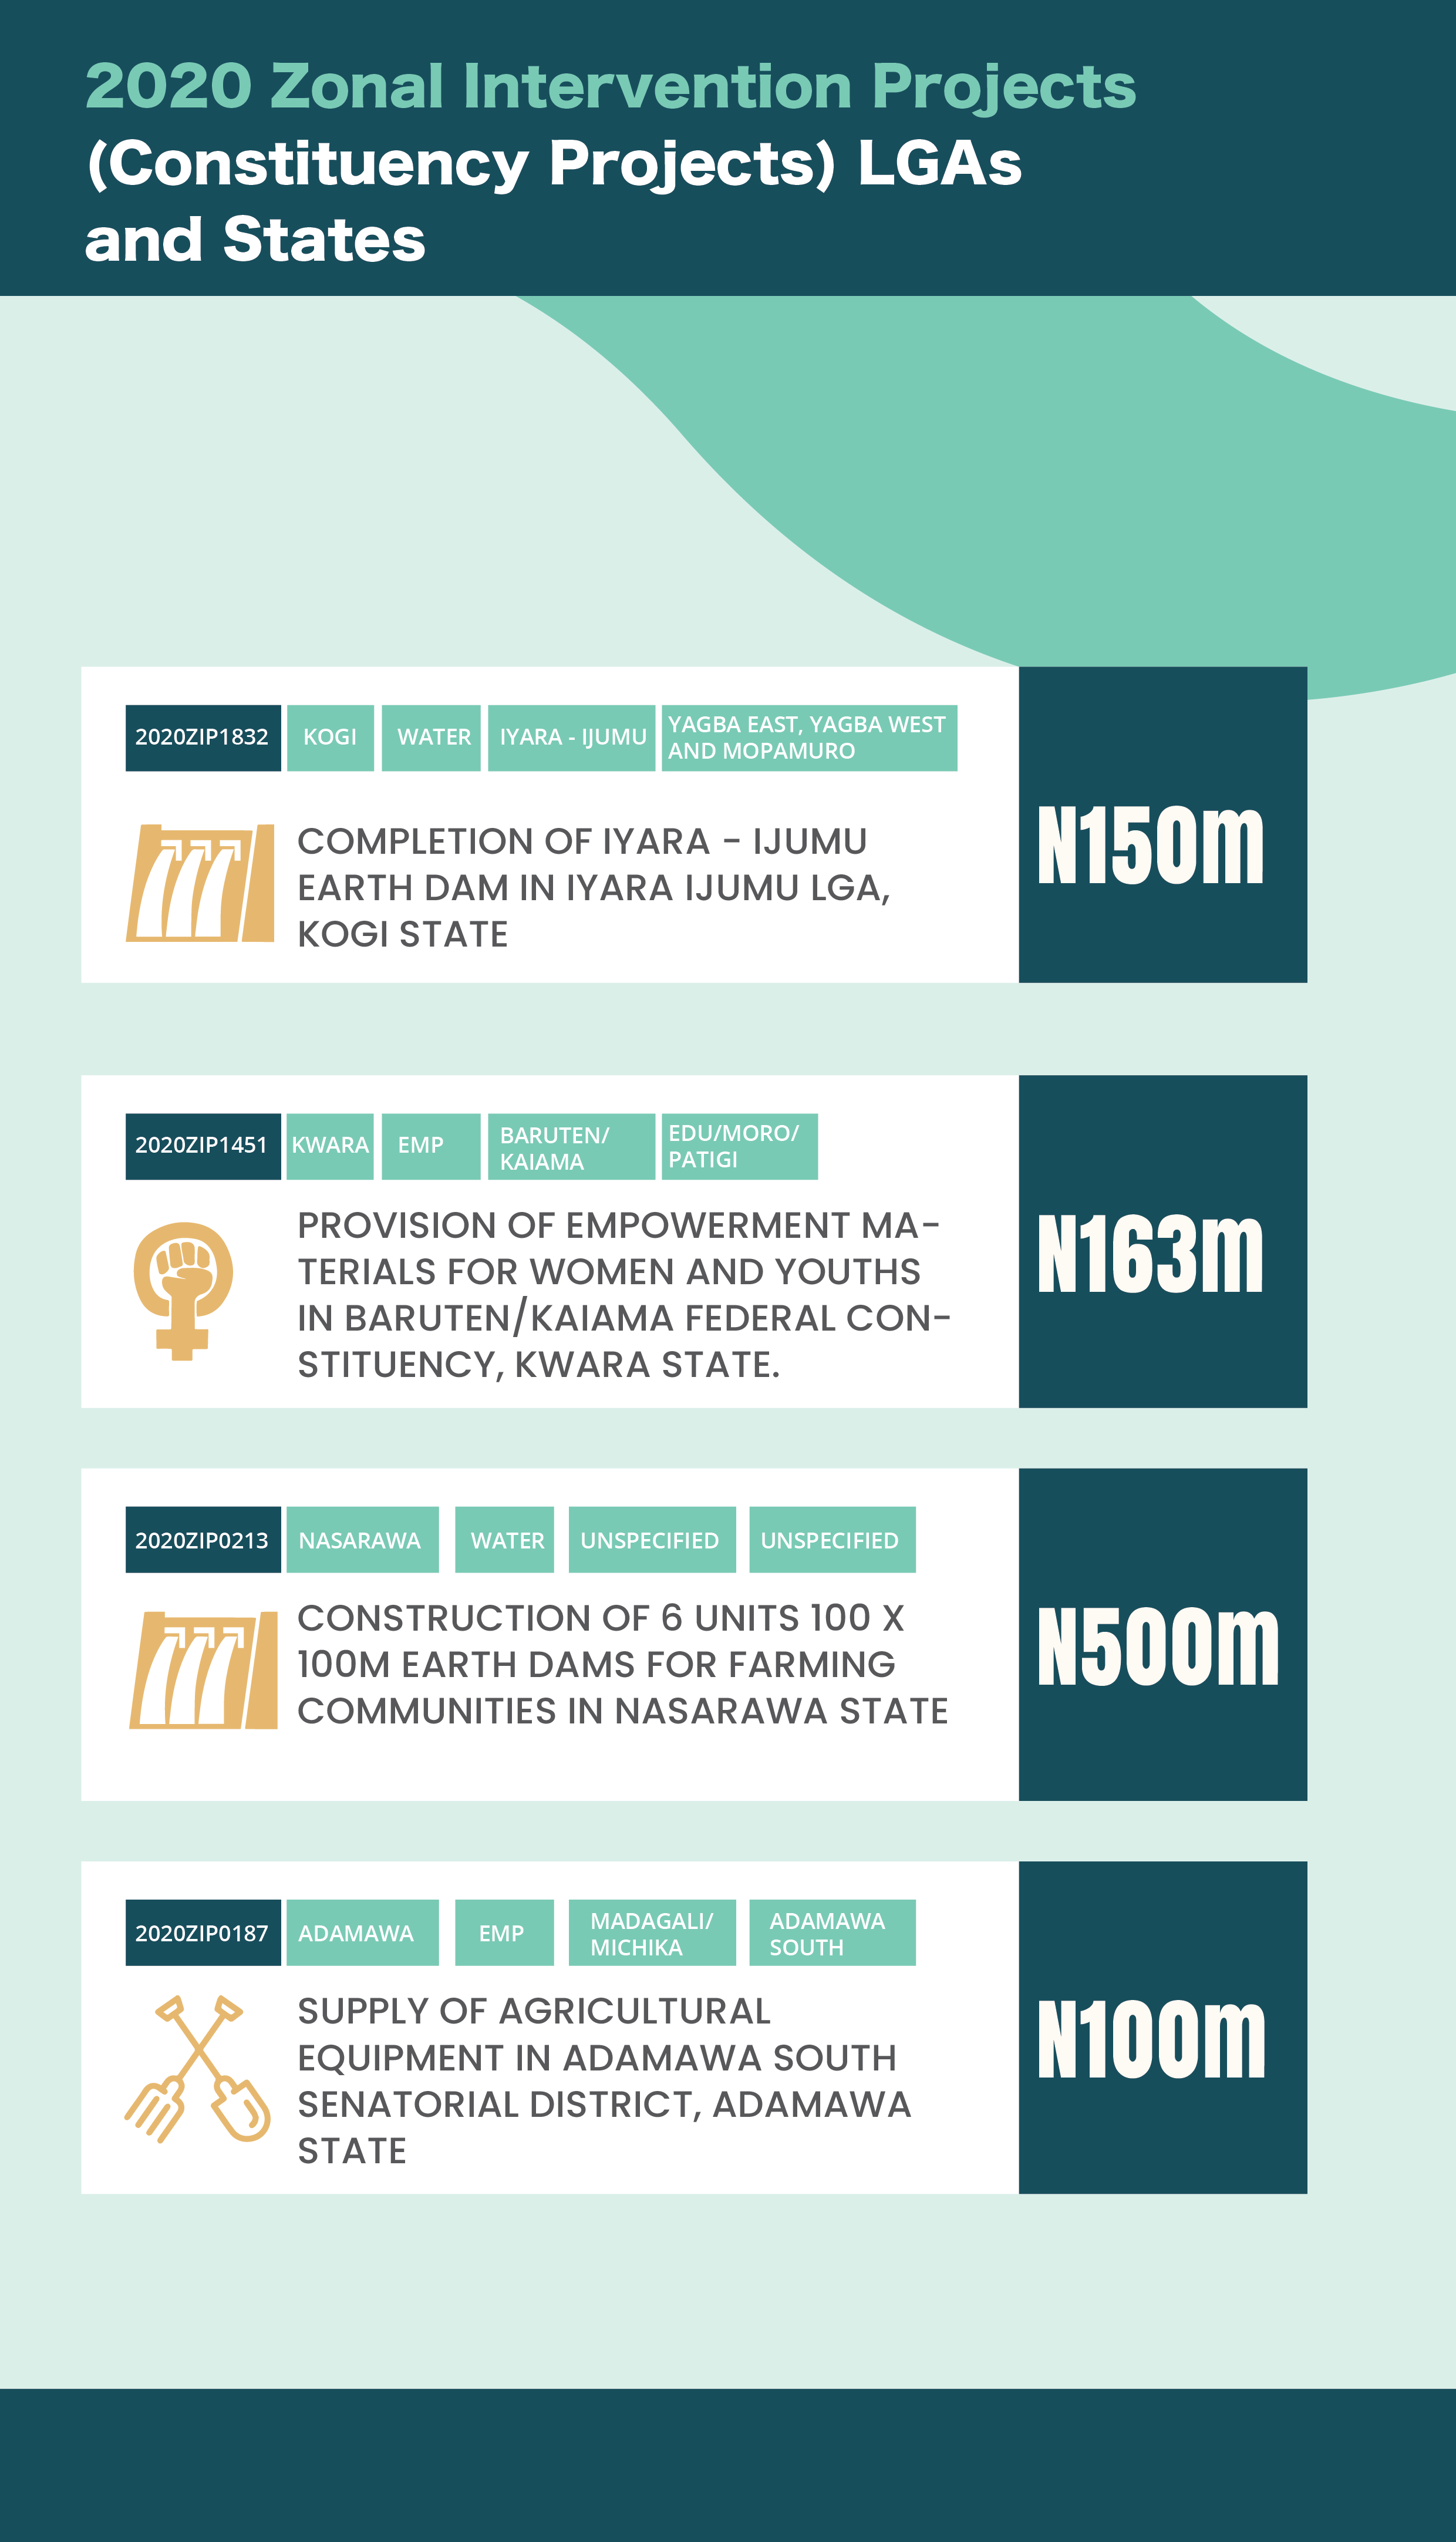 2020 Zonal Intervention Projects
(Constituency Projects) LGAs
and States
2020ZIP1832
KOGI
WATER
IYARA - IJUMU
YAGBA EAST, YAGBA WEST
AND MOPAMURO
COMPLETION OF IYARA - IJUMU
EARTH DAM IN IYARA IJUMU LGA,
KOGI STATE
N150m
2020ZIP1451
KWARA
EMP
BARUTEN/
KAIAMA
EDU/MORO/
PATIGI
PROVISION OF EMPOWERMENT MA-
TERIALS FOR WOMEN AND YOUTHS
IN BARUTEN/KAIAMA FEDERAL CON-
STITUENCY, KWARA STATE.
N163m
2020ZIP0213
NASARAWA
WATER
UNSPECIFIED
UNSPECIFIED
CONSTRUCTION OF 6 UNITS 100 X
100M EARTH DAMS FOR FARMING
COMMUNITIES IN NASARAWA STATE
N500m
2020ZIP0187
ADAMAWA
EMP
MADAGALI/
MICHIKA
ADAMAWA
SOUTH
SUPPLY OF AGRICULTURAL
EQUIPMENT IN ADAMAWA SOUTH
SENATORIAL DISTRICT, ADAMAWA
STATE
N100m